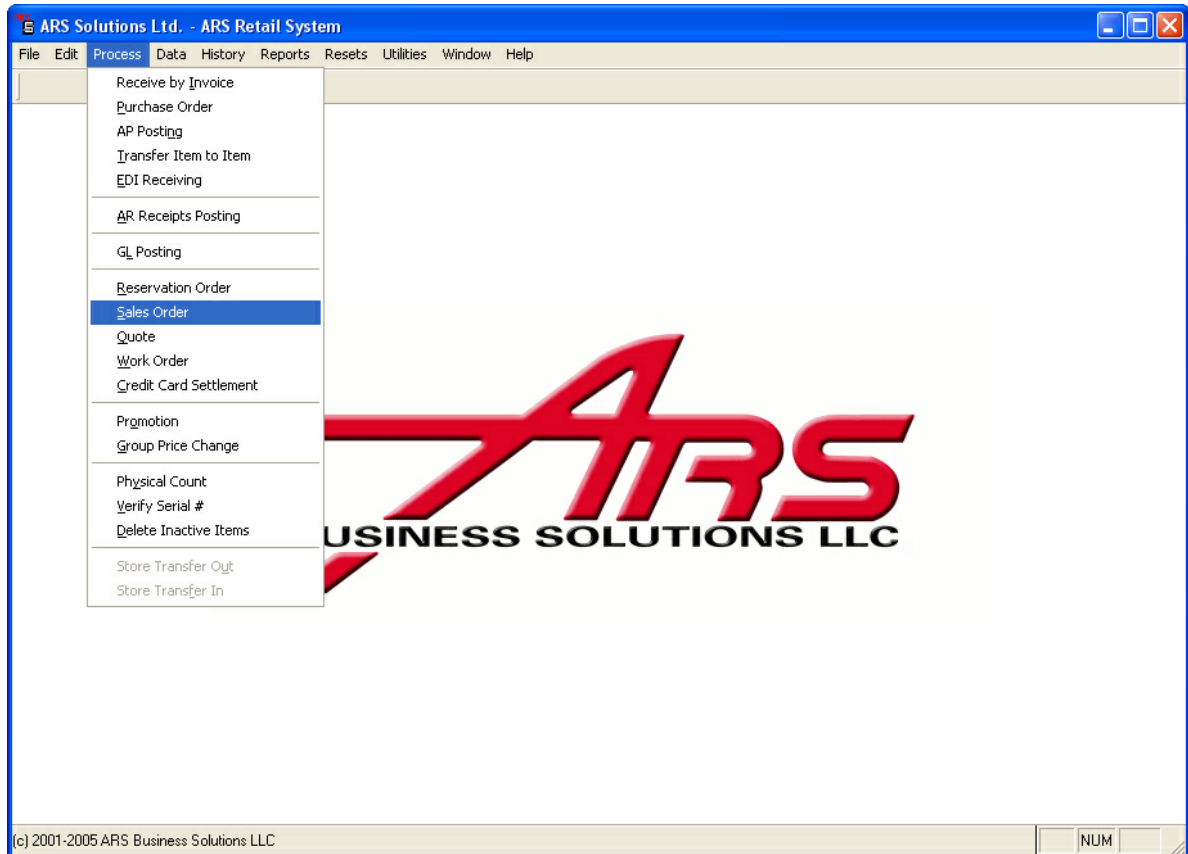 ARS Solutions Ltd. - ARS Retail System
File Edit Process Data History Reports Resets Utilities Window Help
Receive by Invoice
Purchase Order
AP Posting
Transfer Item to Item
EDI Receiving
AR Receipts Posting
GL Posting
Reservation Order
Sales Order
Quote
Work Order
Credit Card Settlement
Promotion
Group Price Change
Physical Count
Verify Serial #
Delete Inactive Items
Store Transfer Out
Store Transfer In
ARS
USINESS SOLUTIONS LLC
(c) 2001-2005 ARS Business Solutions LLC NUM